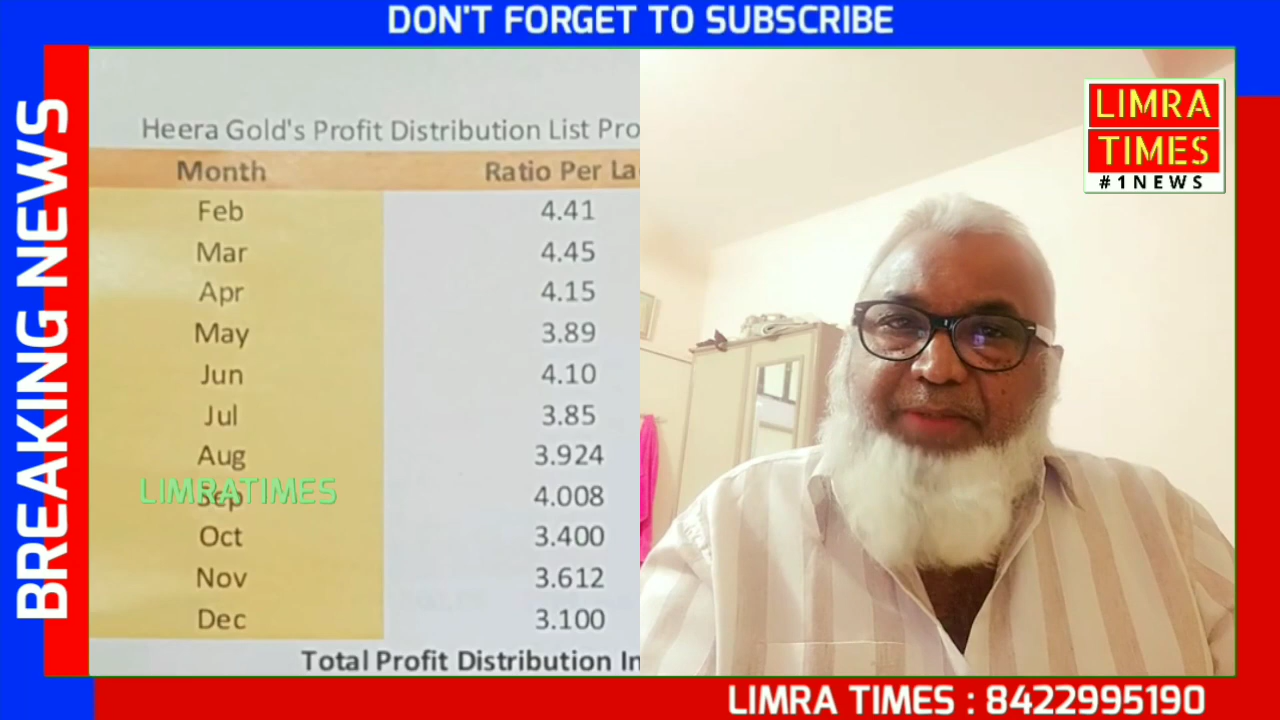 DON'T FORGET TO SUBSCRIBE
BREAKING NEWS
Heera Gold's Profit Distribution List Pro
Month Ratio Per La
Feb 4.41
Mar 4.45
Apr 4.15
May 3.89
Jun 4.10
Jul 3.85
Aug 3.924
Sep 4.008
LIMRATIMES
Oct 3.400
Nov 3.612
Dec 3.100
Total Profit Distribution In
LIMRA
TIMES
#1NEWS
LIMRA TIMES : 8422995190